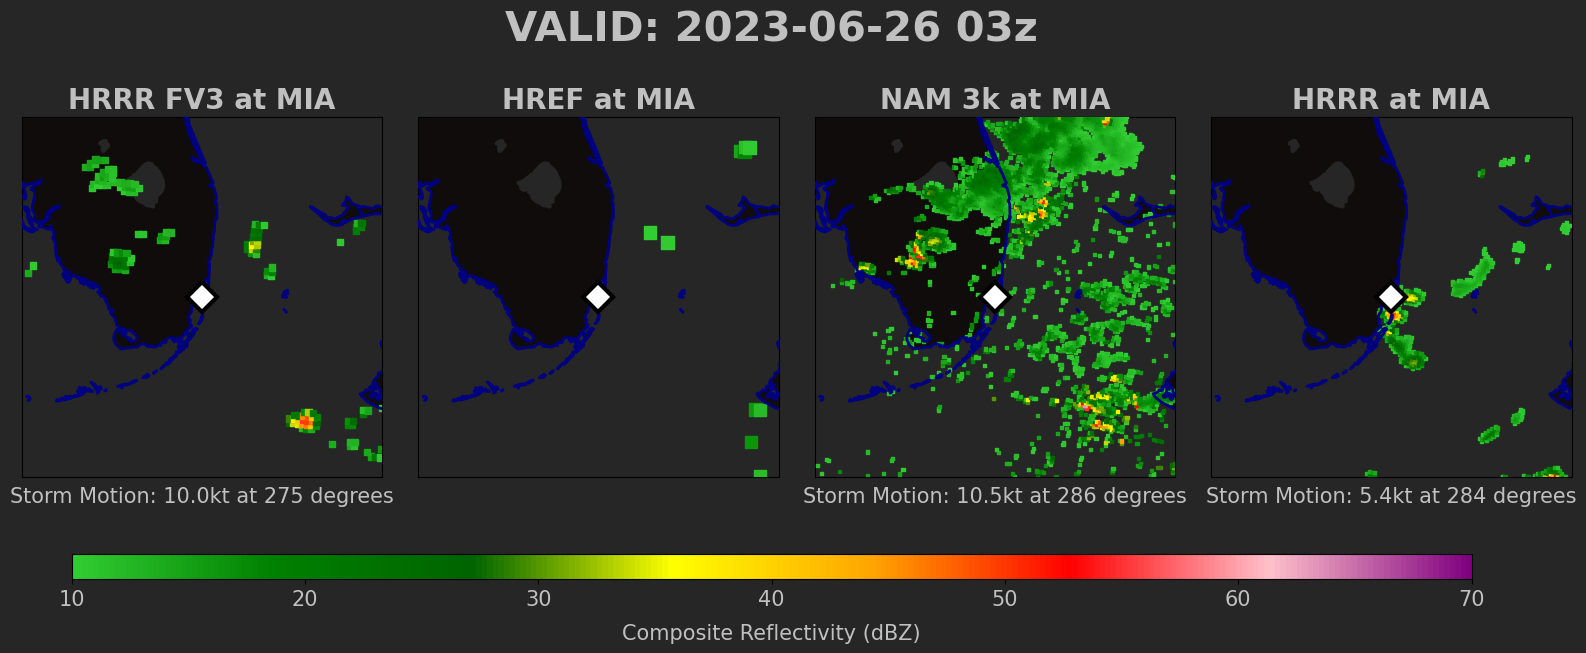 VALID: 2023-06-26 03z
HRRR FV3 at MIA
HREF at MIA
NAM 3k at MIA
HRRR at MIA
Storm Motion: 10.0kt at 275 degrees
Storm Motion: 10.5kt at 286 degrees
Storm Motion: 5.4kt at 284 degrees
10 20 30 40 50 60 70
Composite Reflectivity (dBZ)